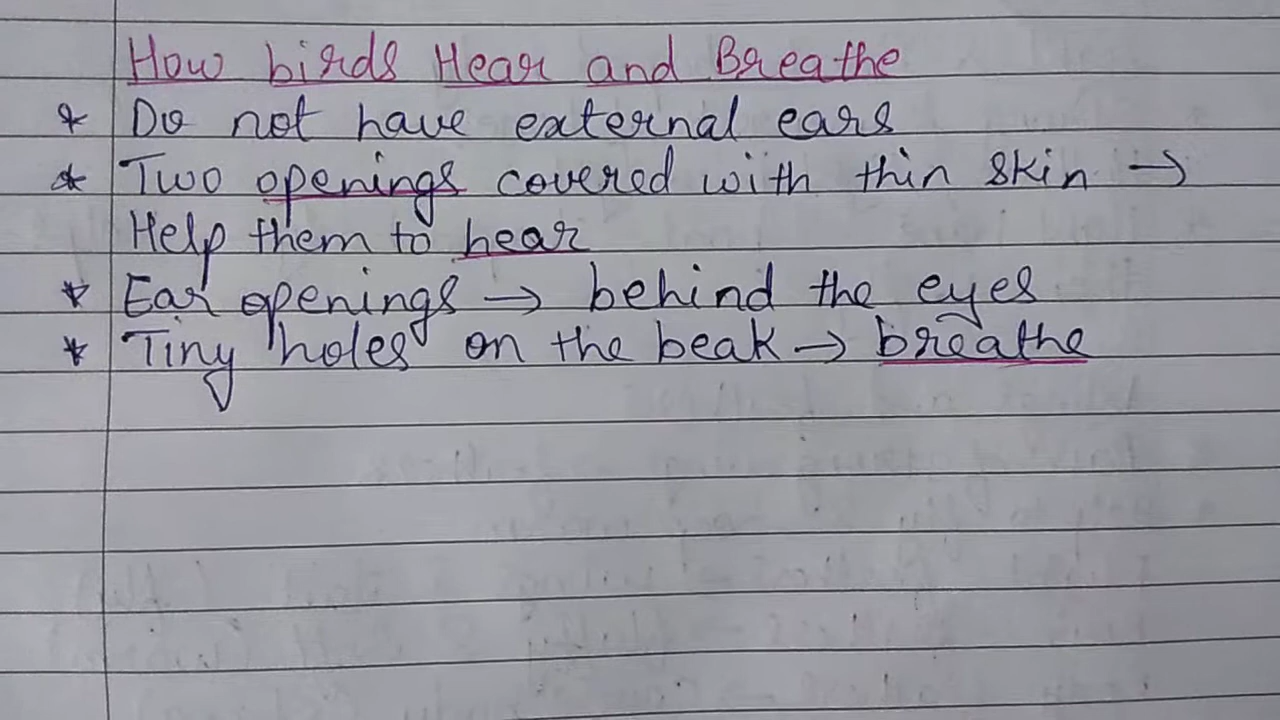 How birds Hear and Breathe
* Do not have external ears
* Two openings covered with thin skin →
Help them to hear
* Ear openings → behind the eyes
* Tiny holes on the beak → breathe